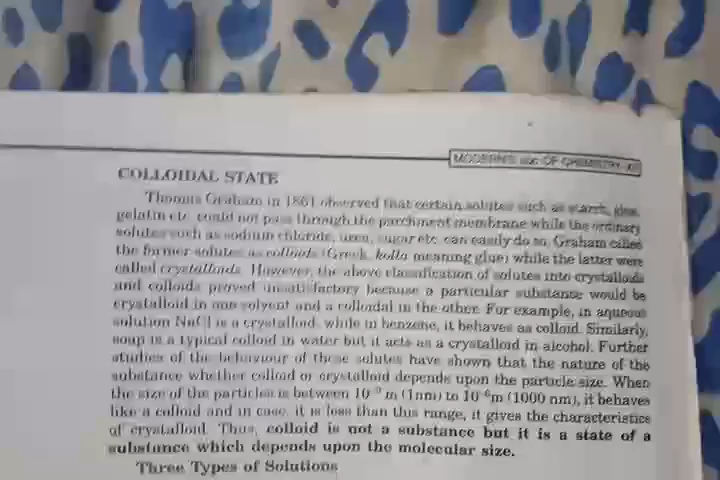 MODERN'S abc OF CHEMISTRY-XII
COLLOIDAL STATE
Thomas Graham in 1861 observed that certain solutes such as starch, glue,
gelatin etc. could not pass through the parchment membrane while the ordinary
solutes such as sodium chloride, urea, sugar etc. can easily do so. Graham called
the former solutes as colloids (Greek, kolla meaning glue) while the latter were
called crystalloids. However, the above classification of solutes into crystalloids
and colloids proved unsatisfactory because a particular substance would be
crystalloid in one solvent and a colloidal in the other. For example, in aqueous
solution NaCl is a crystalloid, while in benzene, it behaves as colloid. Similarly,
soap is a typical colloid in water but it acts as a crystalloid in alcohol. Further
studies of the behaviour of these solutes have shown that the nature of the
substance whether colloid or crystalloid depends upon the particle size. When
the size of the particles is between 10⁻⁹ m (1nm) to 10⁻⁶m (1000 nm), it behaves
like a colloid and in case, it is less than this range, it gives the characteristics
of crystalloid. Thus, colloid is not a substance but it is a state of a
substance which depends upon the molecular size.
Three Types of Solutions